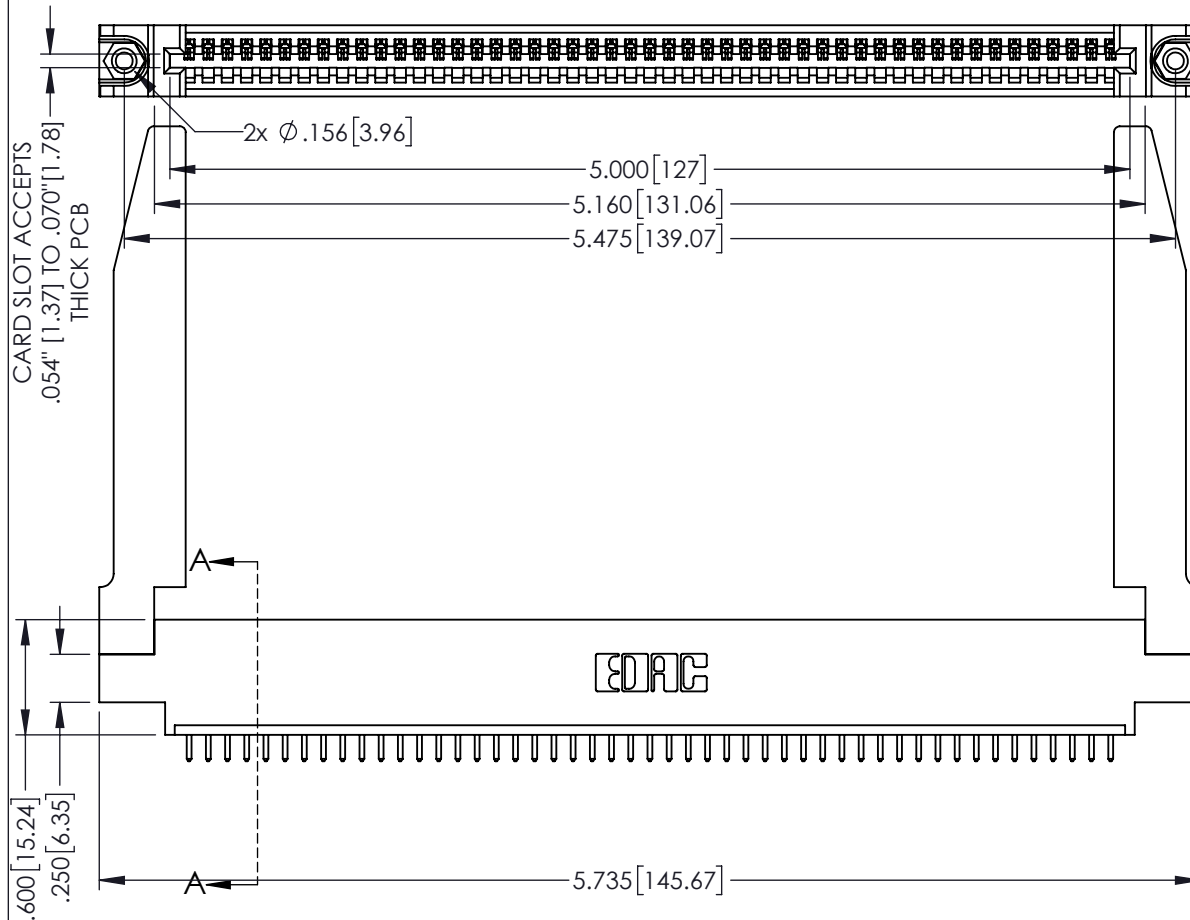 2x Ø .156[3.96]
CARD SLOT ACCEPTS
.054" [1.37] TO .070"[1.78]
THICK PCB
5.000[127]
5.160[131.06]
5.475[139.07]
A
EDAC
.600[15.24]
.250[6.35]
A
5.735[145.67]